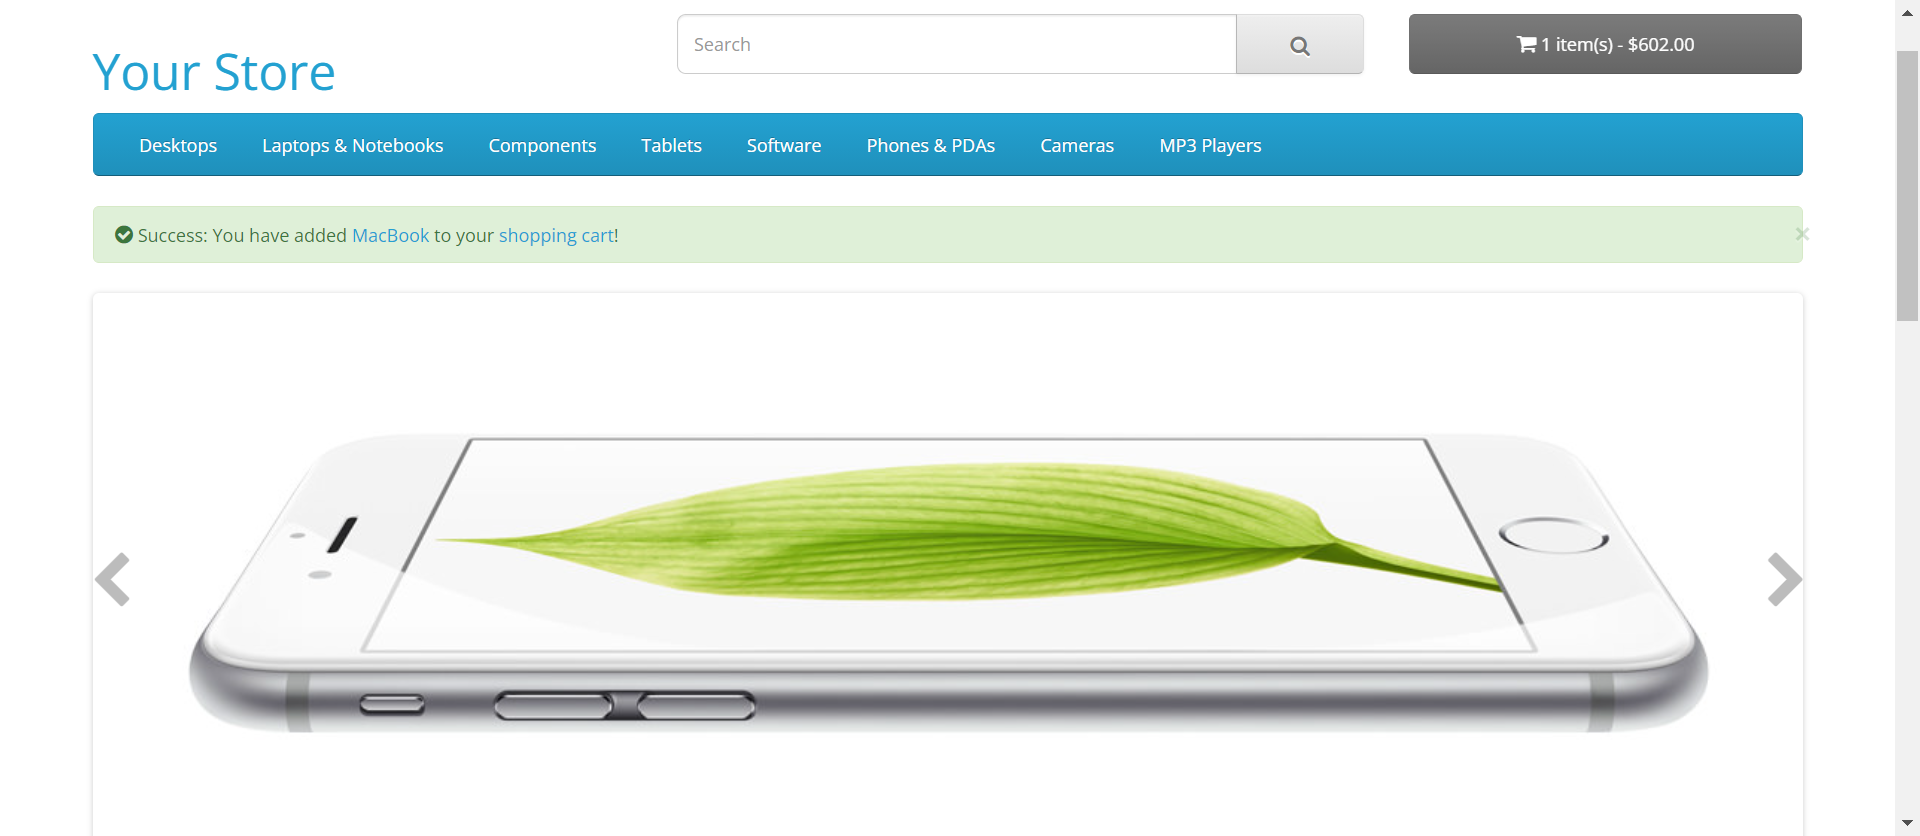 Search
1 item(s) - $602.00
Your Store
Desktops
Laptops & Notebooks
Components
Tablets
Software
Phones & PDAs
Cameras
MP3 Players
Success: You have added MacBook to your shopping cart!
×